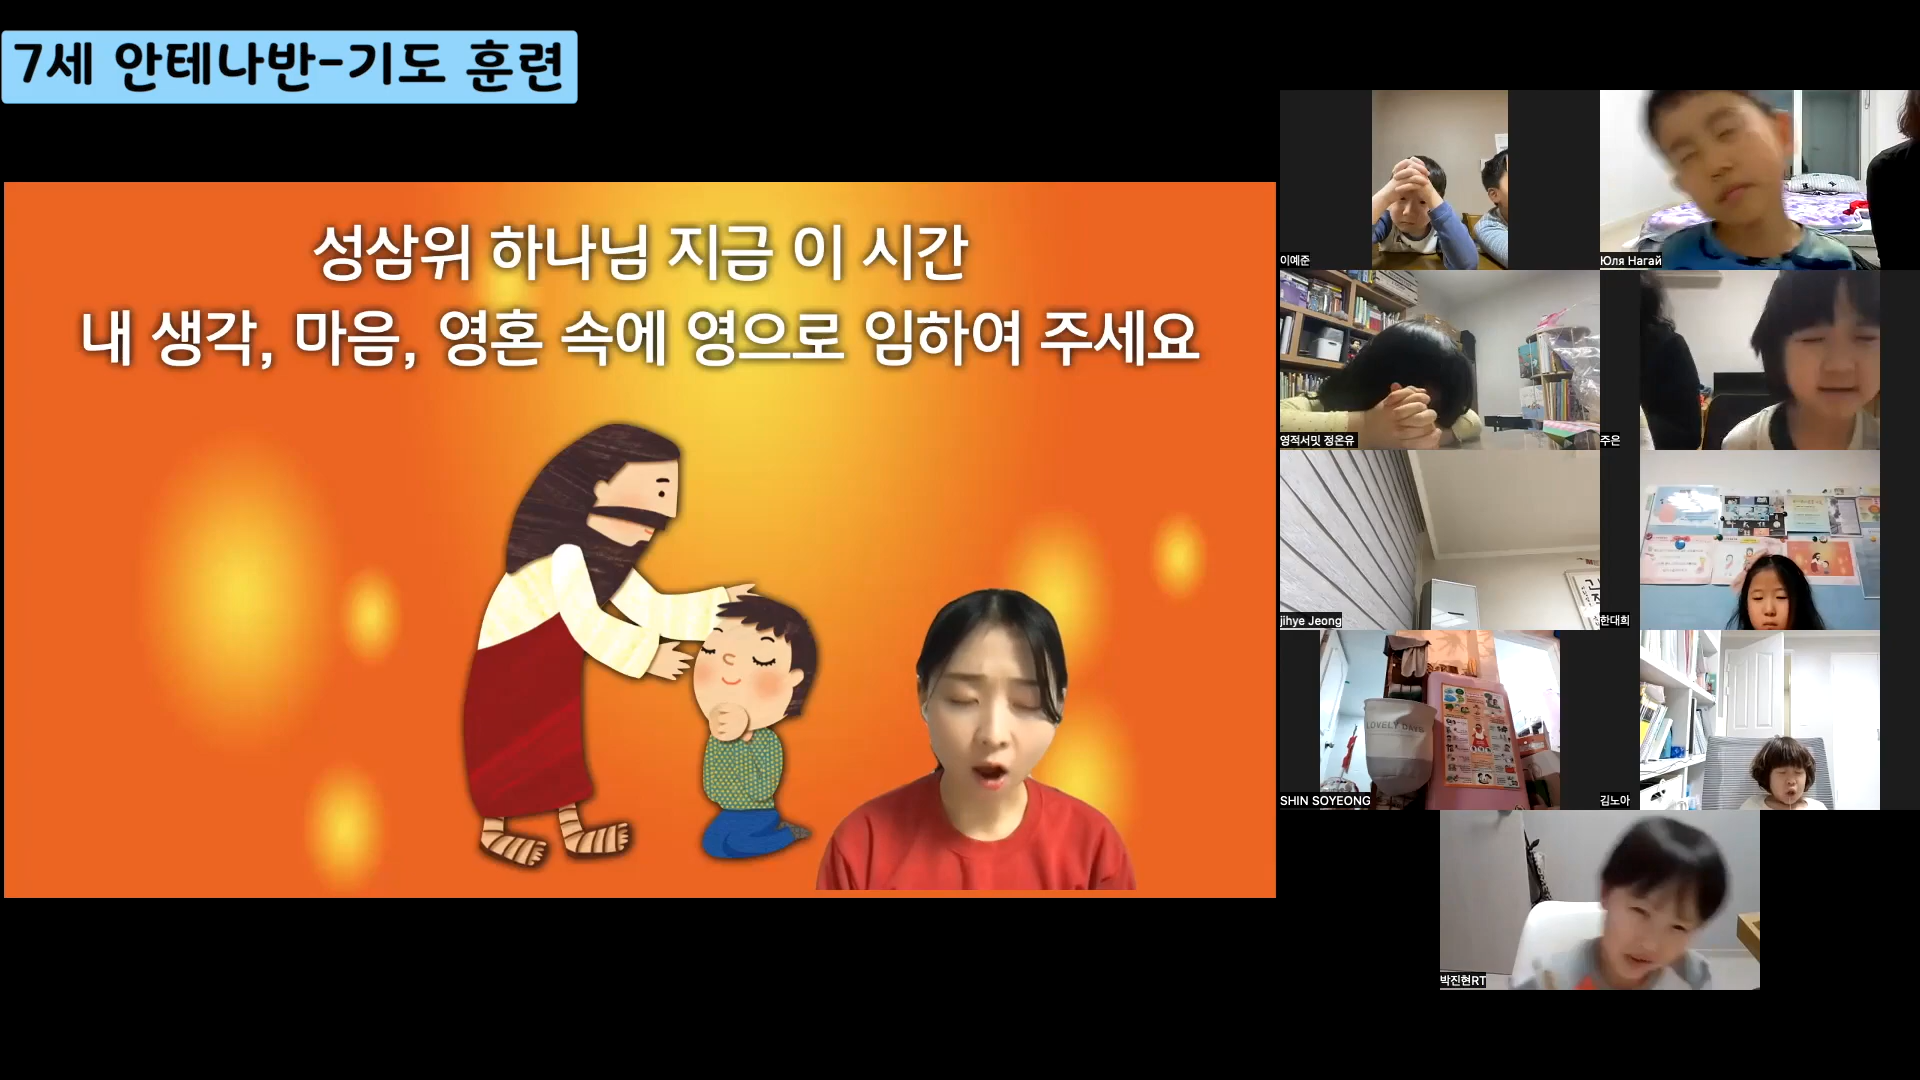 7세 안테나반-기도 훈련
성삼위 하나님 지금 이 시간
내 생각, 마음, 영혼 속에 영으로 임하여 주세요
이예준
Юля Нагай
영적서밋 정온유
주은
jihye Jeong
한대희
LOVELY DAYS
SHIN SOYEONG
김노아
박진현RT